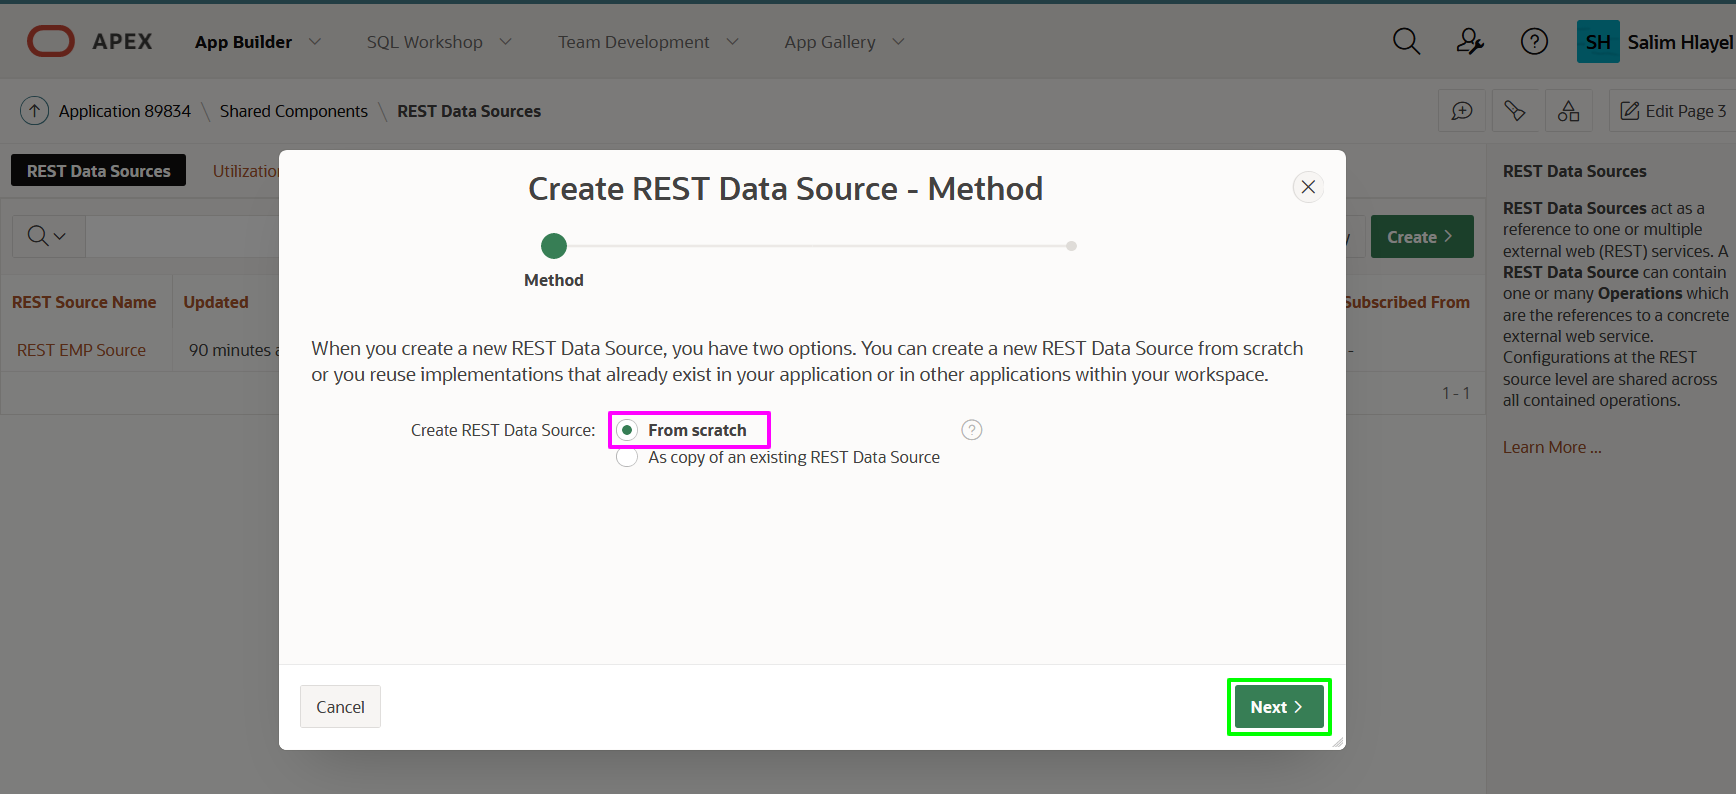 APEX App Builder SQL Workshop Team Development App Gallery SH Salim Hlayel
Application 89834 \ Shared Components \ REST Data Sources Edit Page 3
REST Data Sources
Create REST Data Source - Method
Create
Method
REST Source Name Updated Subscribed From
REST EMP Source 90 minutes -
1 - 1
When you create a new REST Data Source, you have two options. You can create a new REST Data Source from scratch
or you reuse implementations that already exist in your application or in other applications within your workspace.
Create REST Data Source: From scratch
As copy of an existing REST Data Source
Cancel Next
REST Data Sources
REST Data Sources act as a
reference to one or multiple
external web (REST) services. A
REST Data Source can contain
one or many Operations which
are the references to a concrete
external web service.
Configurations at the REST
source level are shared across
all contained operations.
Learn More ...